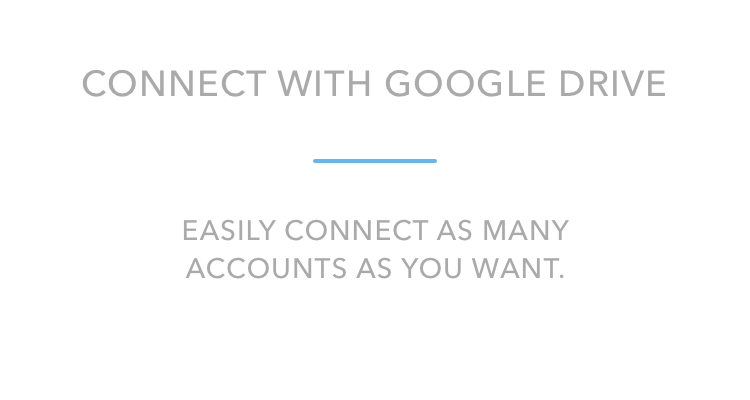 CONNECT WITH GOOGLE DRIVE
EASILY CONNECT AS MANY
ACCOUNTS AS YOU WANT.